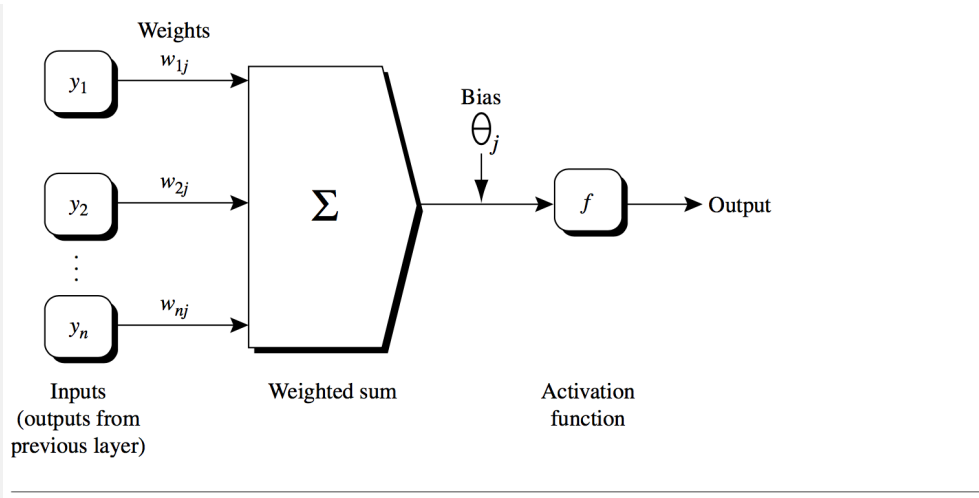 Weights
w1j
y1
Bias
θj
w2j
y2
Σ
f
Output
wnj
yn
Inputs
(outputs from
previous layer)
Weighted sum
Activation
function